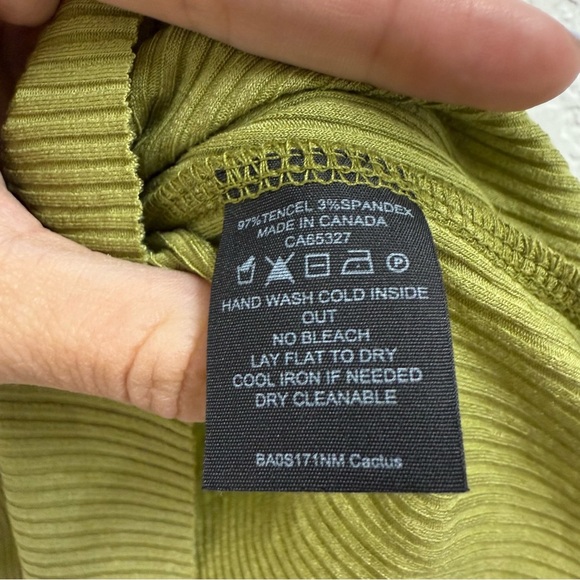 97%TENCEL 3%SPANDEX
MADE IN CANADA
CA65327
HAND WASH COLD INSIDE
OUT
NO BLEACH
LAY FLAT TO DRY
COOL IRON IF NEEDED
DRY CLEANABLE
BA0S171NM Cactus